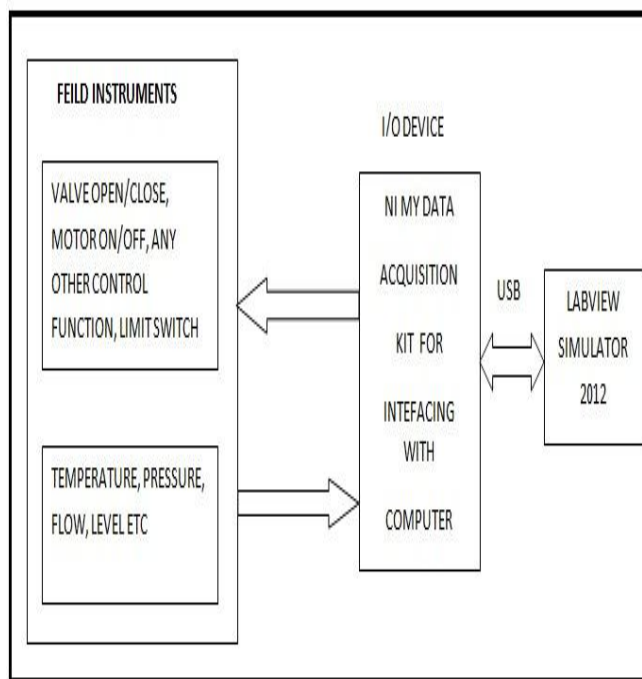 FEILD INSTRUMENTS
VALVE OPEN/CLOSE,
MOTOR ON/OFF, ANY
OTHER CONTROL
FUNCTION, LIMIT SWITCH
TEMPERATURE, PRESSURE,
FLOW, LEVEL ETC
I/O DEVICE
NI MY DATA
ACQUISITION
KIT FOR
INTEFACING
WITH
COMPUTER
USB
LABVIEW
SIMULATOR
2012